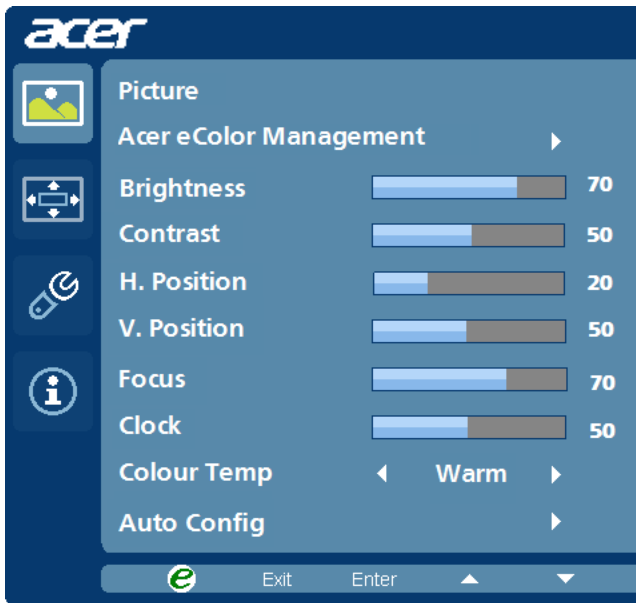 acer
Picture
Acer eColor Management
Brightness 70
Contrast 50
H. Position 20
V. Position 50
Focus 70
Clock 50
Colour Temp Warm
Auto Config
e Exit Enter